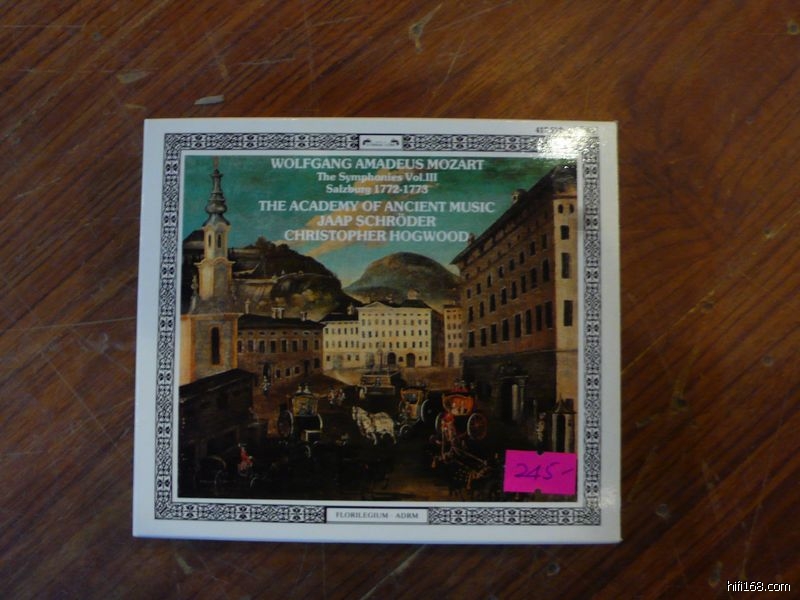 WOLFGANG AMADEUS MOZART
The Symphonies Vol.III
Salzburg 1772-1773
THE ACADEMY OF ANCIENT MUSIC
JAAP SCHRÖDER
CHRISTOPHER HOGWOOD
245-
FLORILEGIUM · ADRM
hifi168.com